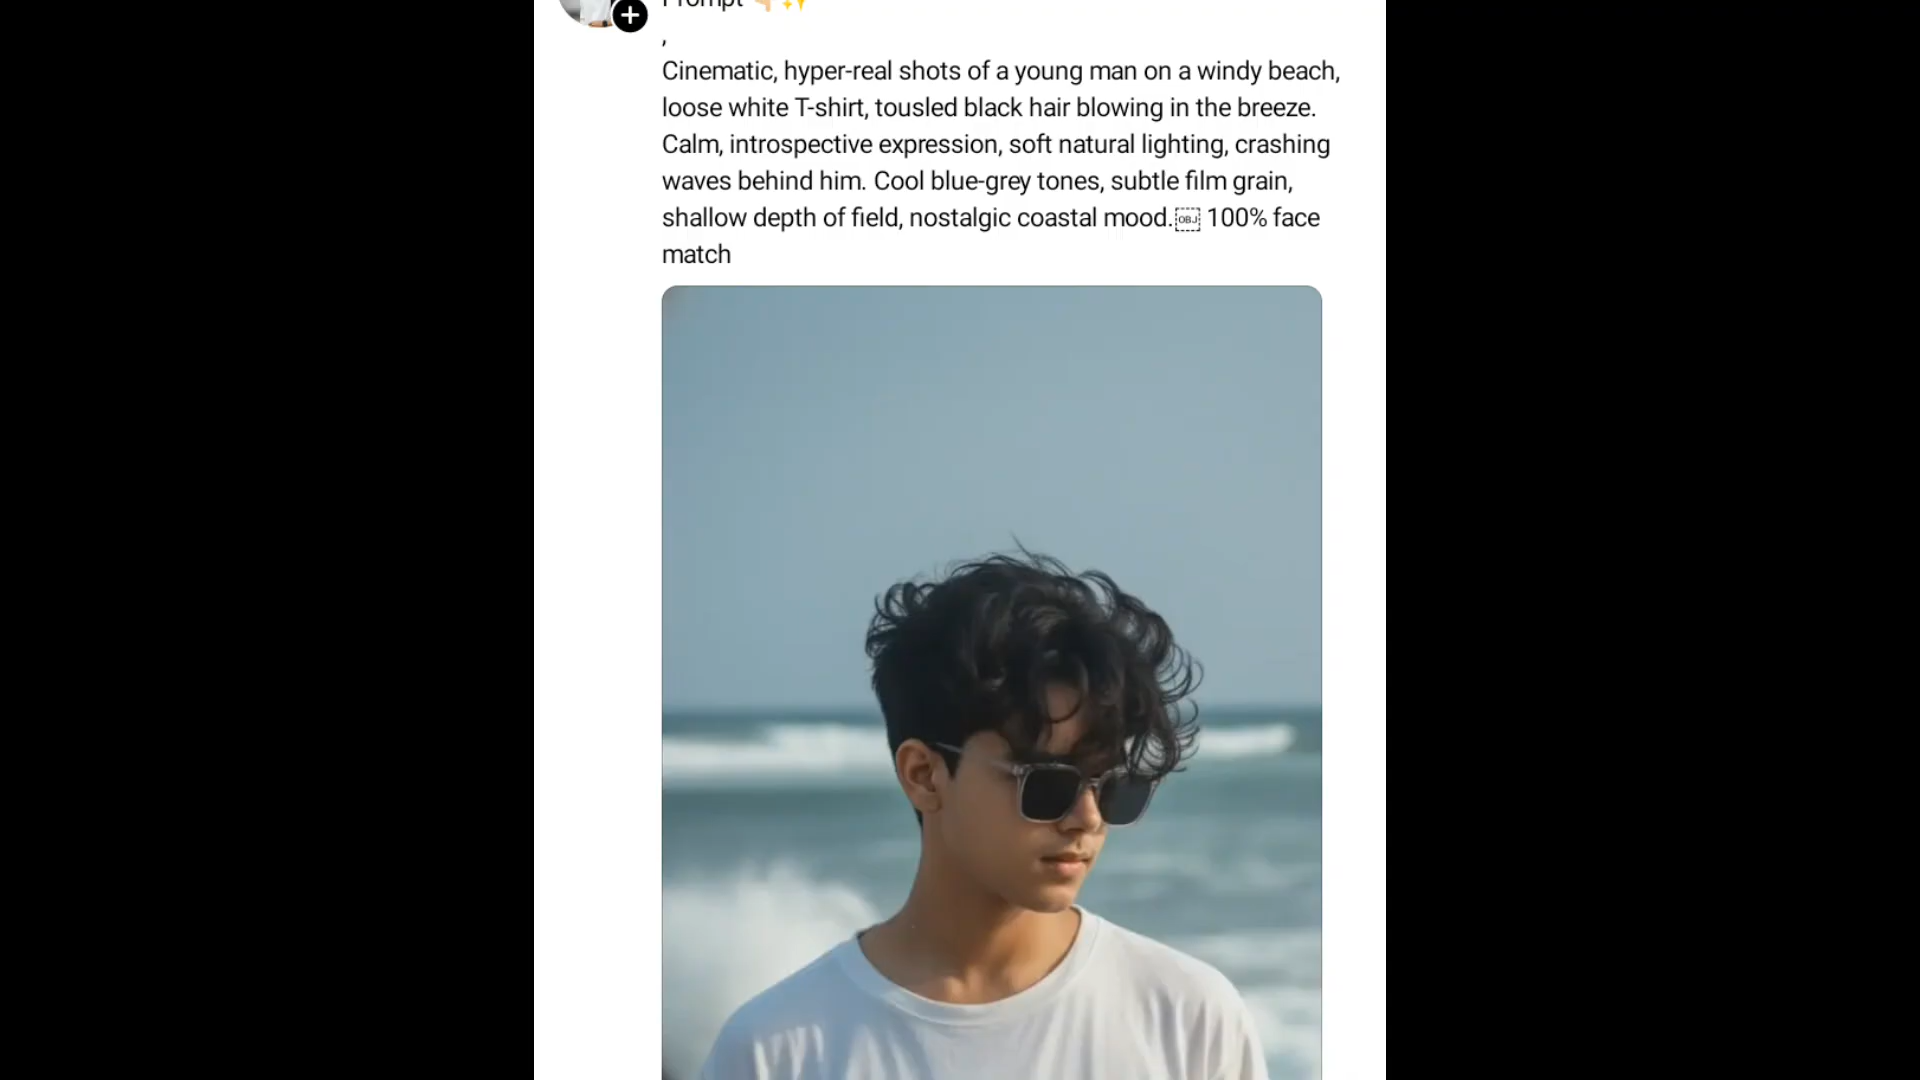 Prompt 👇🏻✨
,
Cinematic, hyper-real shots of a young man on a windy beach,
loose white T-shirt, tousled black hair blowing in the breeze.
Calm, introspective expression, soft natural lighting, crashing
waves behind him. Cool blue-grey tones, subtle film grain,
shallow depth of field, nostalgic coastal mood.￼ 100% face
match